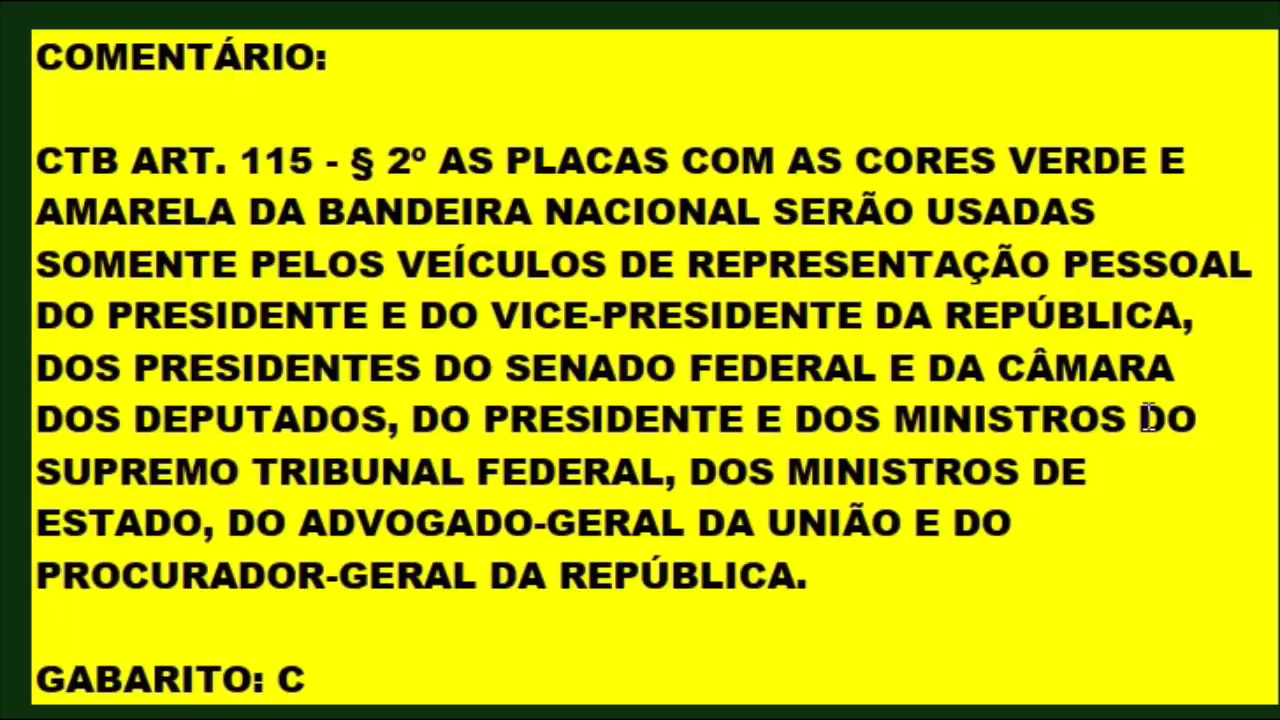 COMENTÁRIO:
CTB ART. 115 - § 2º AS PLACAS COM AS CORES VERDE E
AMARELA DA BANDEIRA NACIONAL SERÃO USADAS
SOMENTE PELOS VEÍCULOS DE REPRESENTAÇÃO PESSOAL
DO PRESIDENTE E DO VICE-PRESIDENTE DA REPÚBLICA,
DOS PRESIDENTES DO SENADO FEDERAL E DA CÂMARA
DOS DEPUTADOS, DO PRESIDENTE E DOS MINISTROS DO
SUPREMO TRIBUNAL FEDERAL, DOS MINISTROS DE
ESTADO, DO ADVOGADO-GERAL DA UNIÃO E DO
PROCURADOR-GERAL DA REPÚBLICA.
GABARITO: C